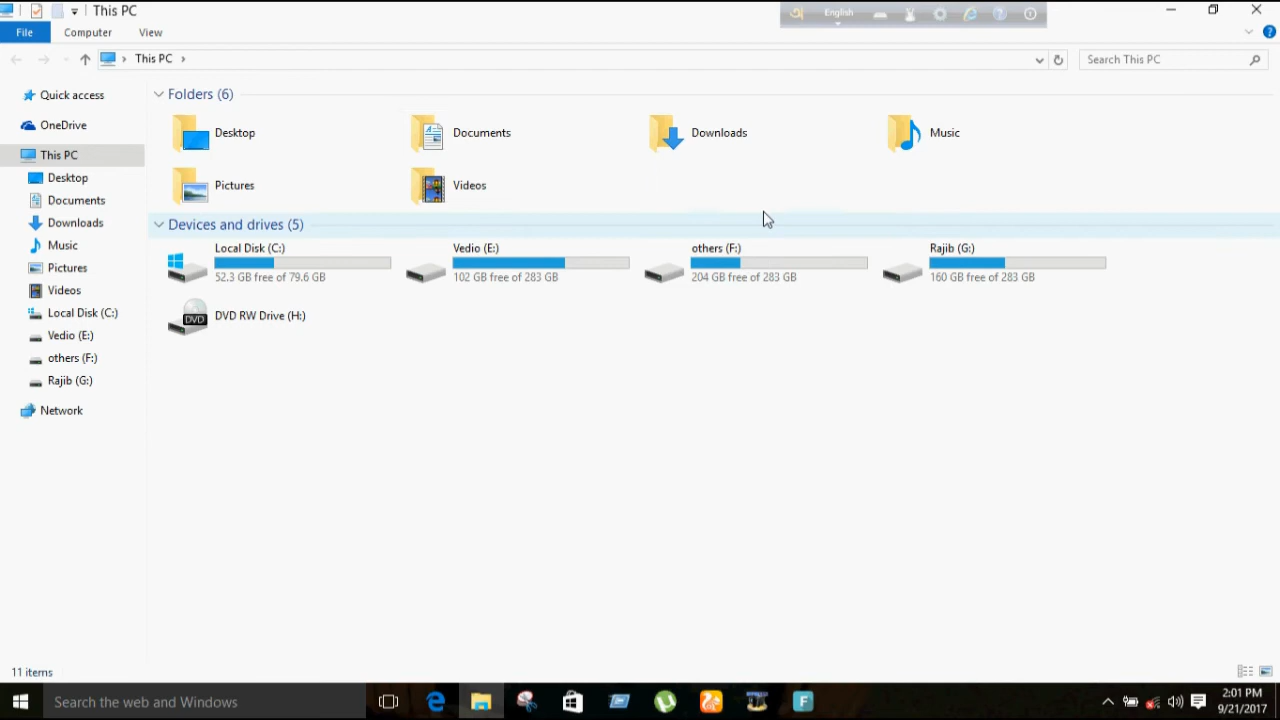 This PC
অ English
File Computer View
This PC
Search This PC
Quick access
OneDrive
This PC
Desktop
Documents
Downloads
Music
Pictures
Videos
Local Disk (C:)
Vedio (E:)
others (F:)
Rajib (G:)
Network
Folders (6)
Desktop
Documents
Downloads
Music
Pictures
Videos
Devices and drives (5)
Local Disk (C:)
52.3 GB free of 79.6 GB
Vedio (E:)
102 GB free of 283 GB
others (F:)
204 GB free of 283 GB
Rajib (G:)
160 GB free of 283 GB
DVD
DVD RW Drive (H:)
11 items
Search the web and Windows
F
2:01 PM
9/21/2017